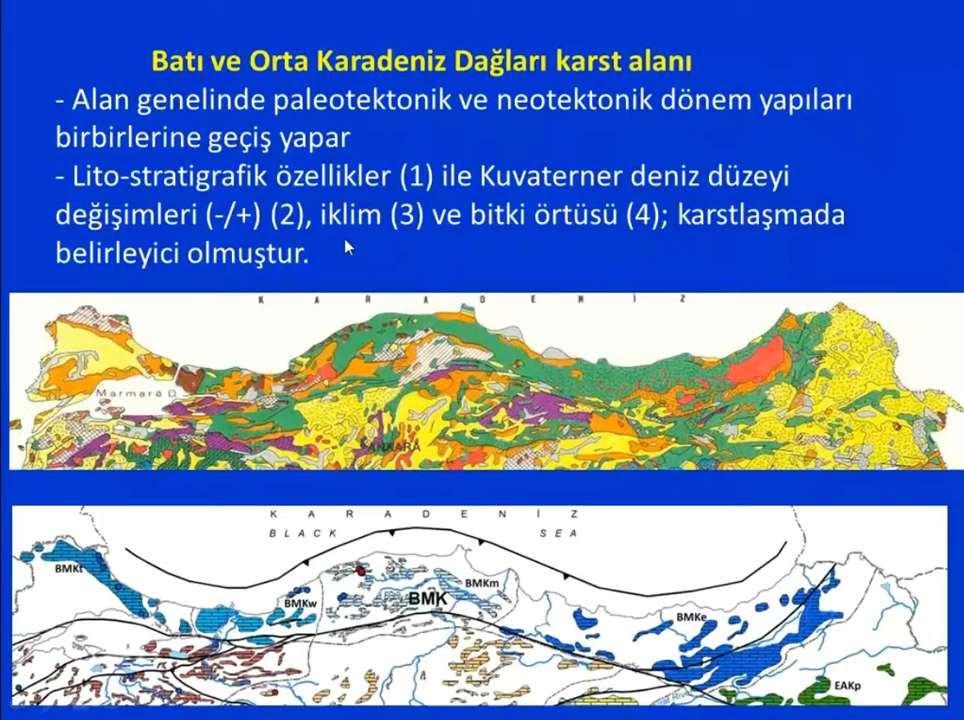 Batı ve Orta Karadeniz Dağları karst alanı
- Alan genelinde paleotektonik ve neotektonik dönem yapıları
birbirlerine geçiş yapar
- Lito-stratigrafik özellikler (1) ile Kuvaterner deniz düzeyi
değişimleri (-/+) (2), iklim (3) ve bitki örtüsü (4); karstlaşmada
belirleyici olmuştur.
K A R A D E N İ Z
Marmara D.
ANKARA
K A R A D E N İ Z
BLACK SEA
BMKt
BMKw
BMKm
BMK
BMKe
EAKp